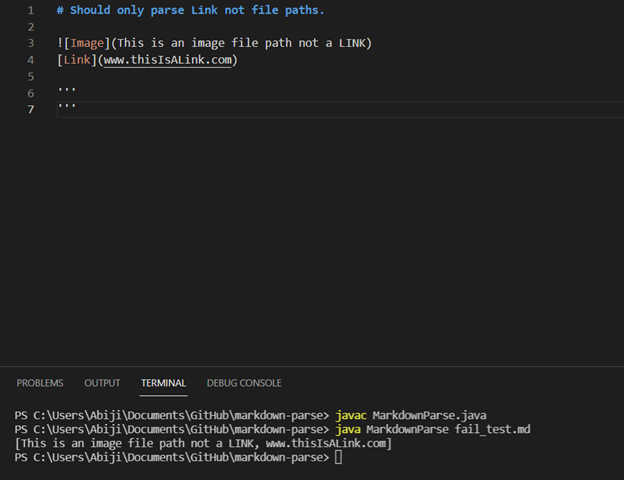 1 # Should only parse Link not file paths.
2
3 ![Image](This is an image file path not a LINK)
4 [Link](www.thisIsALink.com)
5
6 '''
7 '''
PROBLEMS OUTPUT TERMINAL DEBUG CONSOLE
PS C:\Users\Abiji\Documents\GitHub\markdown-parse> javac MarkdownParse.java
PS C:\Users\Abiji\Documents\GitHub\markdown-parse> java MarkdownParse fail_test.md
[This is an image file path not a LINK, www.thisIsALink.com]
PS C:\Users\Abiji\Documents\GitHub\markdown-parse>